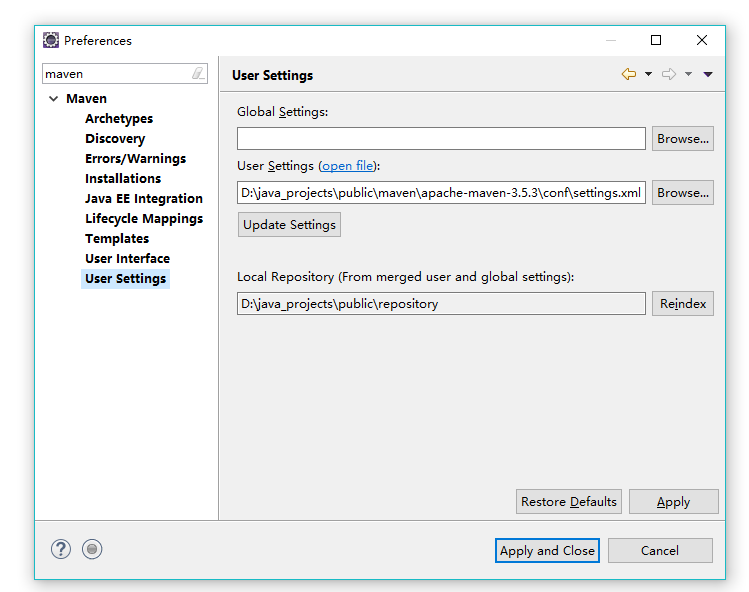 Preferences
maven
Maven
Archetypes
Discovery
Errors/Warnings
Installations
Java EE Integration
Lifecycle Mappings
Templates
User Interface
User Settings
User Settings
Global Settings:
Browse...
User Settings (open file):
D:\java_projects\public\maven\apache-maven-3.5.3\conf\settings.xml
Browse...
Update Settings
Local Repository (From merged user and global settings):
D:\java_projects\public\repository
Reindex
Restore Defaults
Apply
?
Apply and Close
Cancel